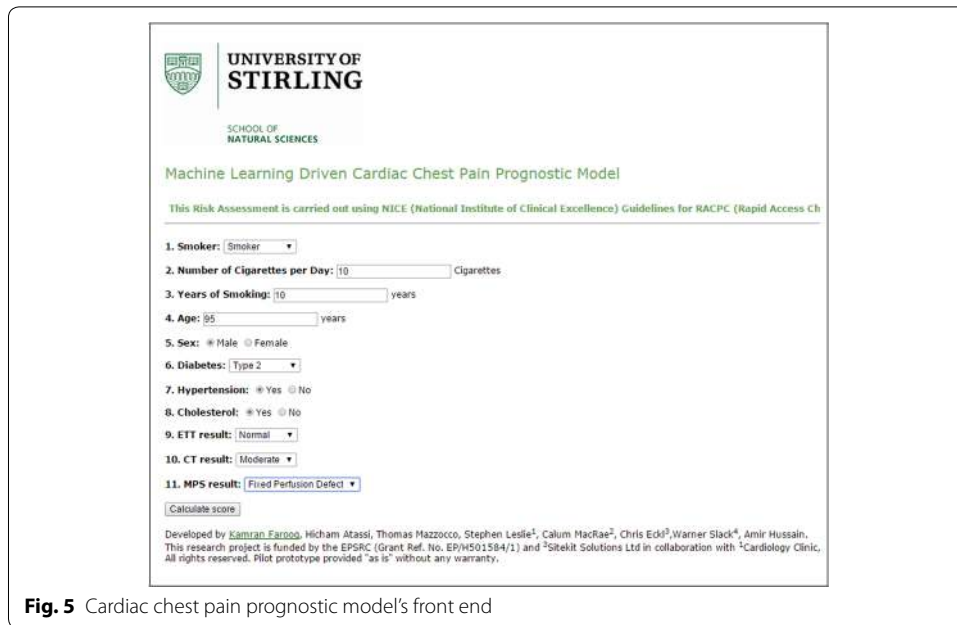 UNIVERSITY OF
STIRLING
SCHOOL OF
NATURAL SCIENCES
Machine Learning Driven Cardiac Chest Pain Prognostic Model
This Risk Assessment is carried out using NICE (National Institute of Clinical Excellence) Guidelines for RACPC (Rapid Access Ch
1. Smoker: Smoker
2. Number of Cigarettes per Day: 10 Cigarettes
3. Years of Smoking: 10 years
4. Age: 95 years
5. Sex: Male Female
6. Diabetes: Type 2
7. Hypertension: Yes No
8. Cholesterol: Yes No
9. ETT result: Normal
10. CT result: Moderate
11. MPS result: Fixed Perfusion Defect
Calculate score
Developed by Kamran Farooq, Hicham Atassi, Thomas Mazzocco, Stephen Leslie¹, Calum MacRae², Chris Eckl³,Warner Slack⁴, Amir Hussain.
This research project is funded by the EPSRC (Grant Ref. No. EP/H501584/1) and ³Sitekit Solutions Ltd in collaboration with ¹Cardiology Clinic,
All rights reserved. Pilot prototype provided "as is" without any warranty.
Fig. 5 Cardiac chest pain prognostic model's front end